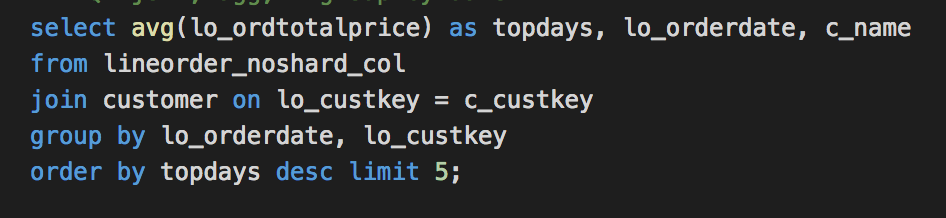 select avg(lo_ordtotalprice) as topdays, lo_orderdate, c_name
from lineorder_noshard_col
join customer on lo_custkey = c_custkey
group by lo_orderdate, lo_custkey
order by topdays desc limit 5;